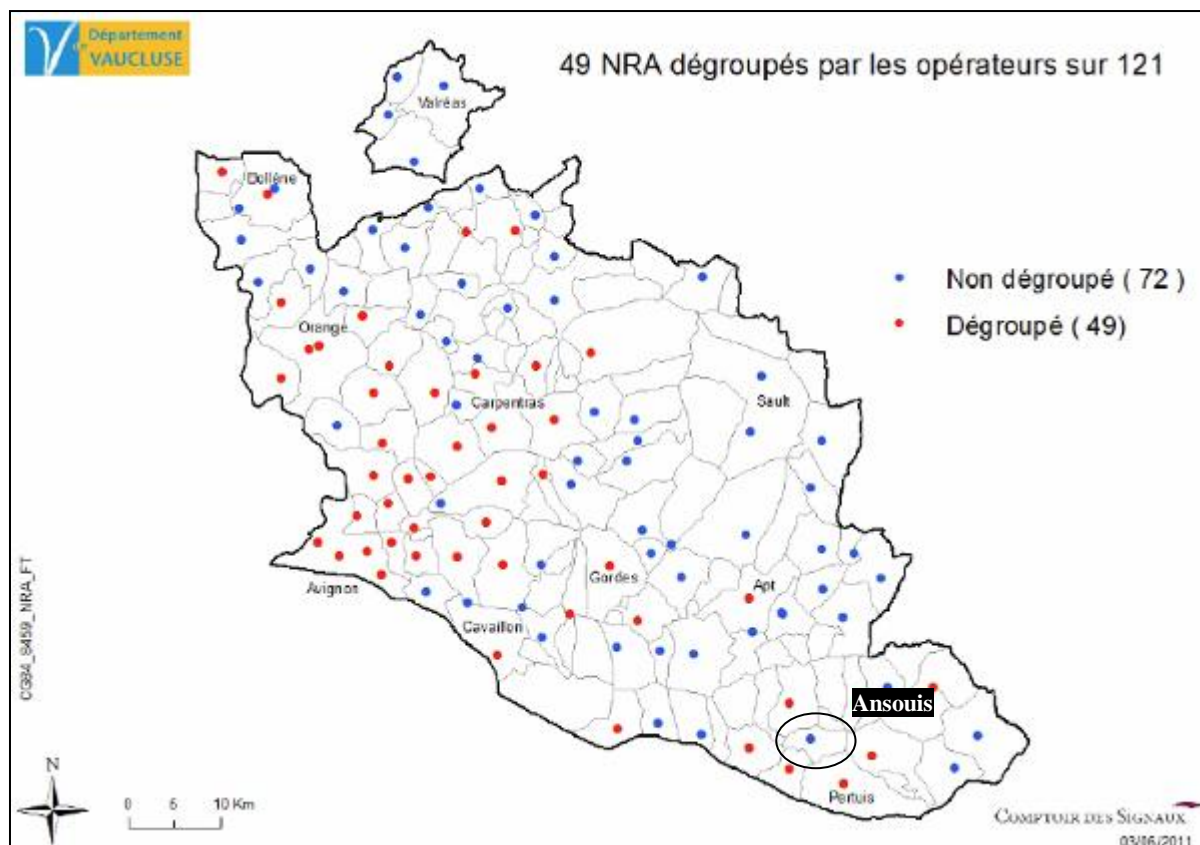 Département
VAUCLUSE
49 NRA dégroupés par les opérateurs sur 121
Valréas
Bollène
Non dégroupé ( 72 )
Dégroupé ( 49)
Orange
Sault
Carpentras
Gordes
Apt
Avignon
Cavaillon
CG84_8459_NRA_FT
Ansouis
N
0 5 10 Km
Pertuis
COMPTOIR DES SIGNAUX
03/06/2011